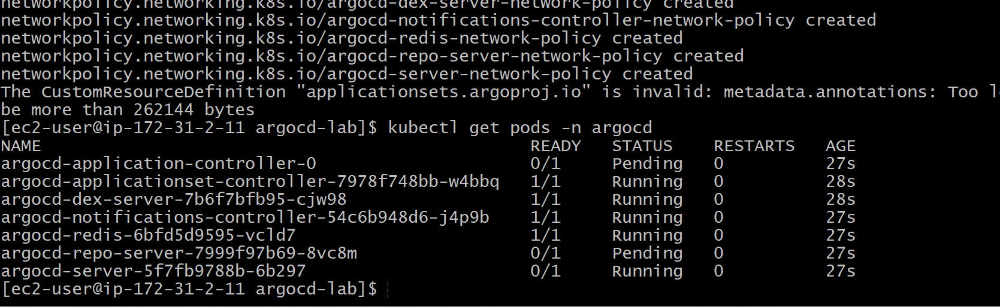 networkpolicy.networking.k8s.io/argocd-dex-server-network-policy created
networkpolicy.networking.k8s.io/argocd-notifications-controller-network-policy created
networkpolicy.networking.k8s.io/argocd-redis-network-policy created
networkpolicy.networking.k8s.io/argocd-repo-server-network-policy created
networkpolicy.networking.k8s.io/argocd-server-network-policy created
The CustomResourceDefinition "applicationsets.argoproj.io" is invalid: metadata.annotations: Too
be more than 262144 bytes
[ec2-user@ip-172-31-2-11 argocd-lab]$ kubectl get pods -n argocd
NAME READY STATUS RESTARTS AGE
argocd-application-controller-0 0/1 Pending 0 27s
argocd-applicationset-controller-7978f748bb-w4bbq 1/1 Running 0 28s
argocd-dex-server-7b6f7bfb95-cjw98 1/1 Running 0 28s
argocd-notifications-controller-54c6b948d6-j4p9b 1/1 Running 0 27s
argocd-redis-6bfd5d9595-vcld7 1/1 Running 0 27s
argocd-repo-server-7999f97b69-8vc8m 0/1 Pending 0 27s
argocd-server-5f7fb9788b-6b297 0/1 Running 0 27s
[ec2-user@ip-172-31-2-11 argocd-lab]$